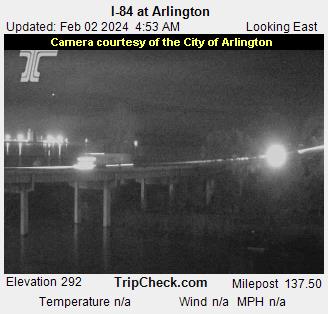 I-84 at Arlington
Updated: Feb 02 2024 4:53 AM Looking East
Camera courtesy of the City of Arlington
Elevation 292 TripCheck.com Milepost 137.50
Temperature n/a Wind n/a MPH n/a